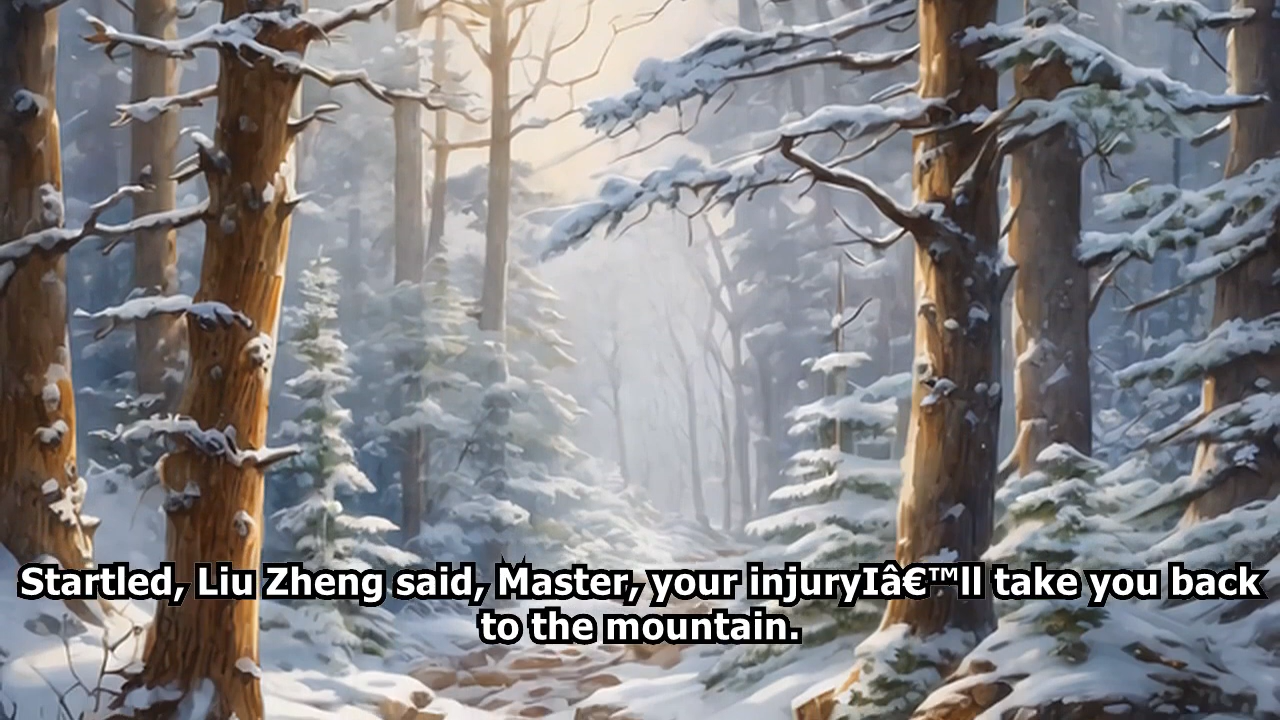 Startled, Liu Zheng said, Master, your injuryIâ€™ll take you back
to the mountain.